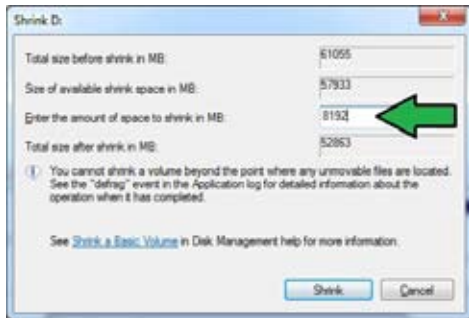 Shrink D:
Total size before shrink in MB: 61055
Size of available shrink space in MB: 57933
Enter the amount of space to shrink in MB: 8192
Total size after shrink in MB: 52863
You cannot shrink a volume beyond the point where any unmovable files are located.
See the "defrag" event in the Application log for detailed information about the
operation when it has completed.
See Shrink a Basic Volume in Disk Management help for more information.
Shrink Cancel